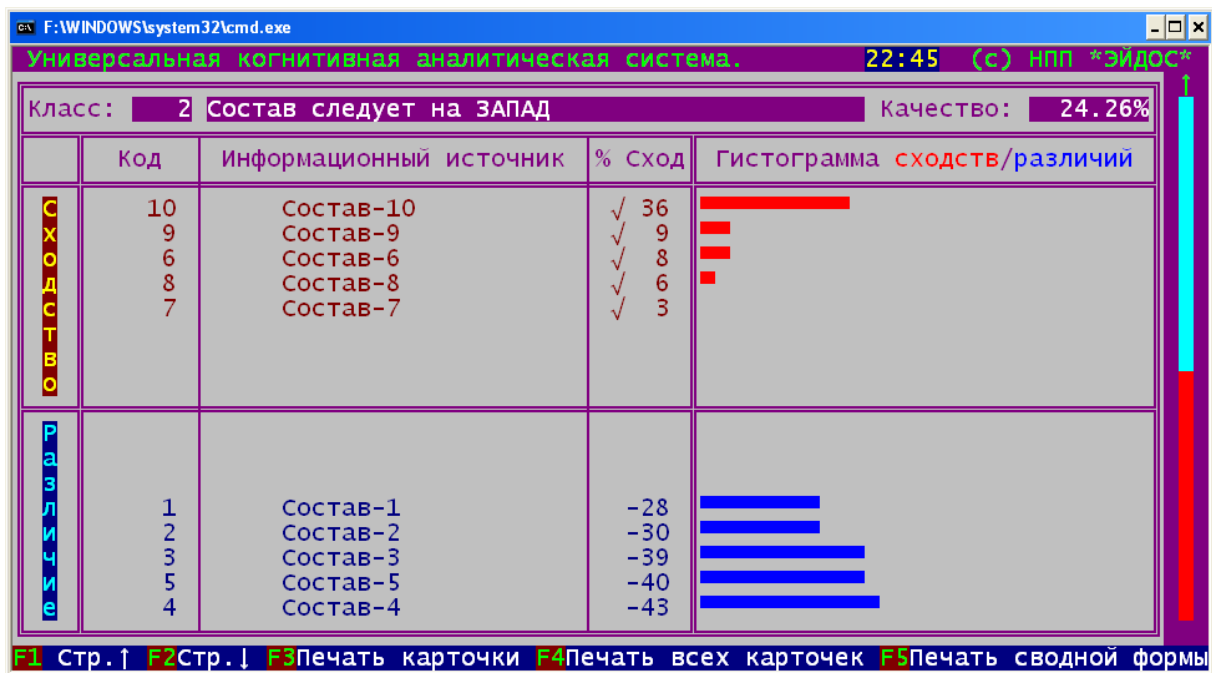 F:\WINDOWS\system32\cmd.exe
Универсальная когнитивная аналитическая система. 22:45 (с) НПП *ЭЙДОС*
Класс: 2 Состав следует на ЗАПАД Качество: 24.26%
Код Информационный источник % Сход Гистограмма сходств/различий
Сходство
10 Состав-10 √ 36
9 Состав-9 √ 9
6 Состав-6 √ 8
8 Состав-8 √ 6
7 Состав-7 √ 3
Различие
1 Состав-1 -28
2 Состав-2 -30
3 Состав-3 -39
5 Состав-5 -40
4 Состав-4 -43
F1 Стр.↑ F2Стр.↓ F3Печать карточки F4Печать всех карточек F5Печать сводной формы